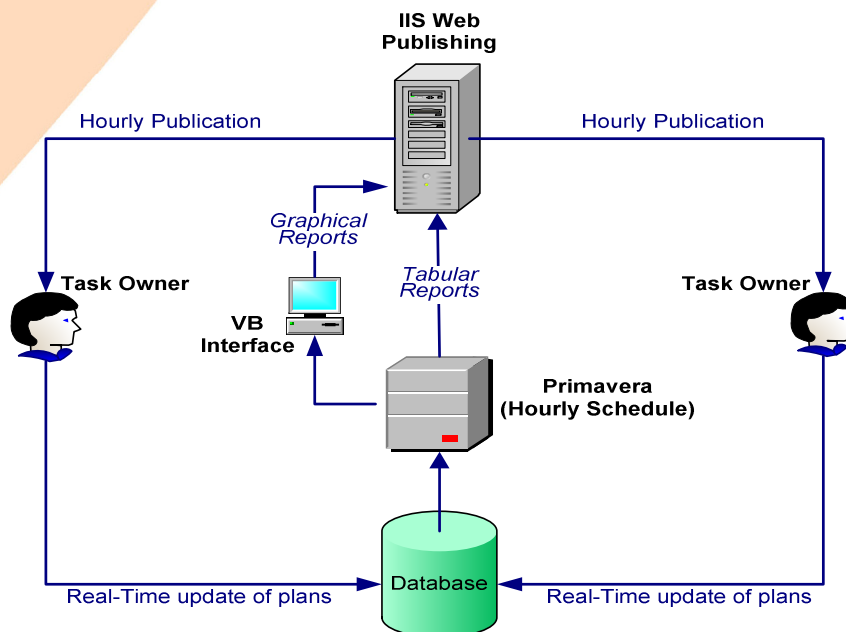 IIS Web
Publishing
Hourly Publication
Hourly Publication
Graphical
Reports
Tabular
Reports
Task Owner
Task Owner
VB
Interface
Primavera
(Hourly Schedule)
Database
Real-Time update of plans
Real-Time update of plans